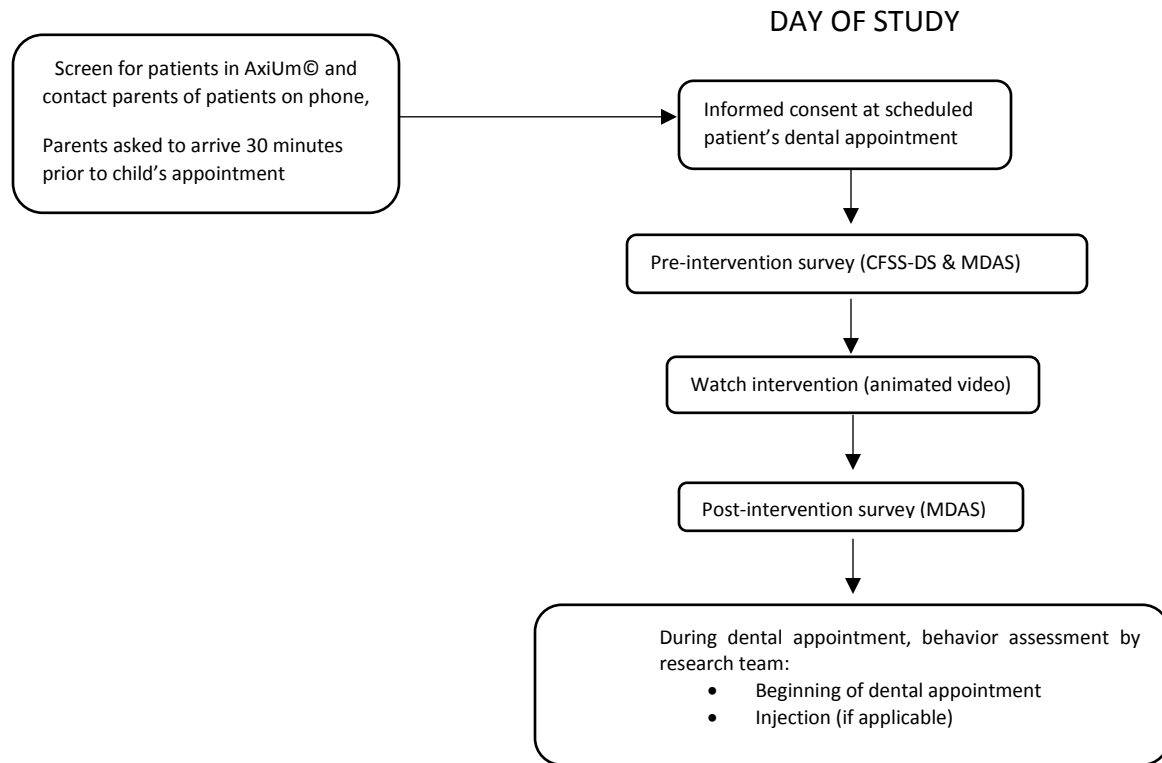 DAY OF STUDY
Screen for patients in AxiUm© and
contact parents of patients on phone,
Parents asked to arrive 30 minutes
prior to child’s appointment
Informed consent at scheduled
patient’s dental appointment
Pre-intervention survey (CFSS-DS & MDAS)
Watch intervention (animated video)
Post-intervention survey (MDAS)
During dental appointment, behavior assessment by
research team:
• Beginning of dental appointment
• Injection (if applicable)